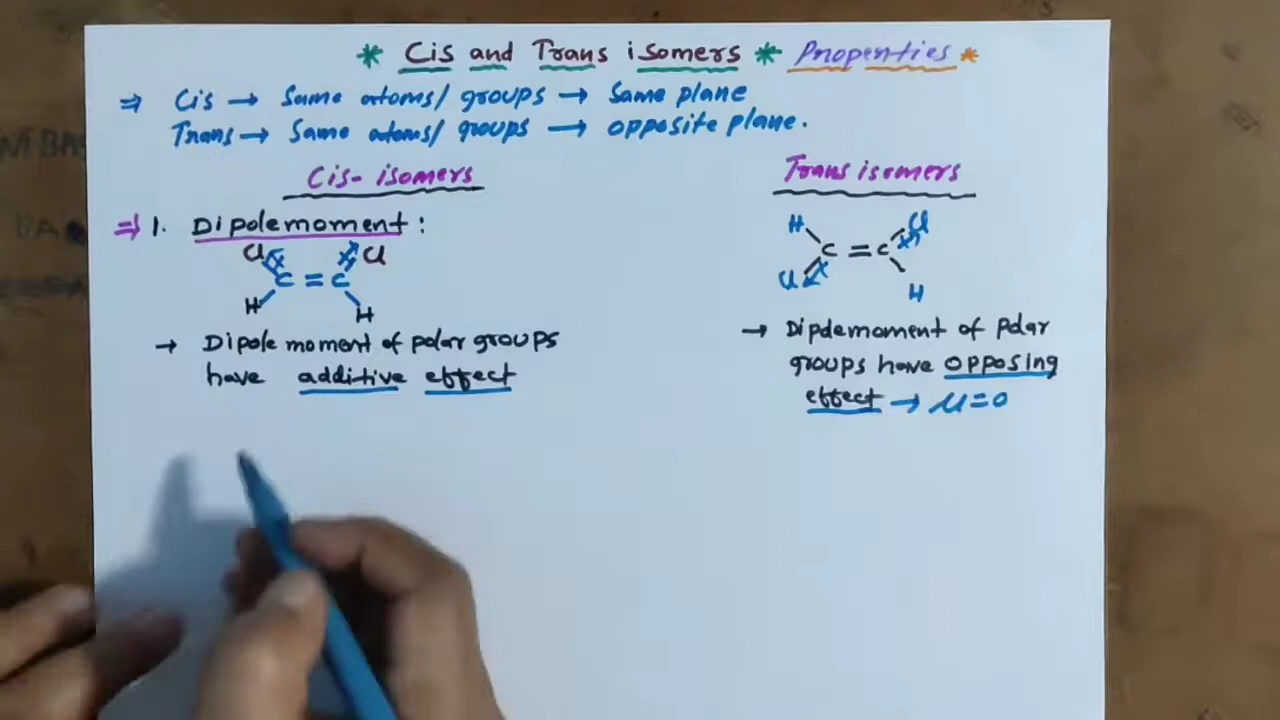 * Cis and Trans isomers * Properties *
⇒ Cis → Same atoms/groups → Same plane
Trans → Same atoms/groups → opposite plane.
Cis- isomers
⇒ 1. Dipolemoment :
Cl Cl
C = C
H H
→ Dipole moment of polar groups
have additive effect
Trans isomers
H Cl
C = C
Cl H
→ Dipolemoment of Polar
groups have opposing
effect → μ=0